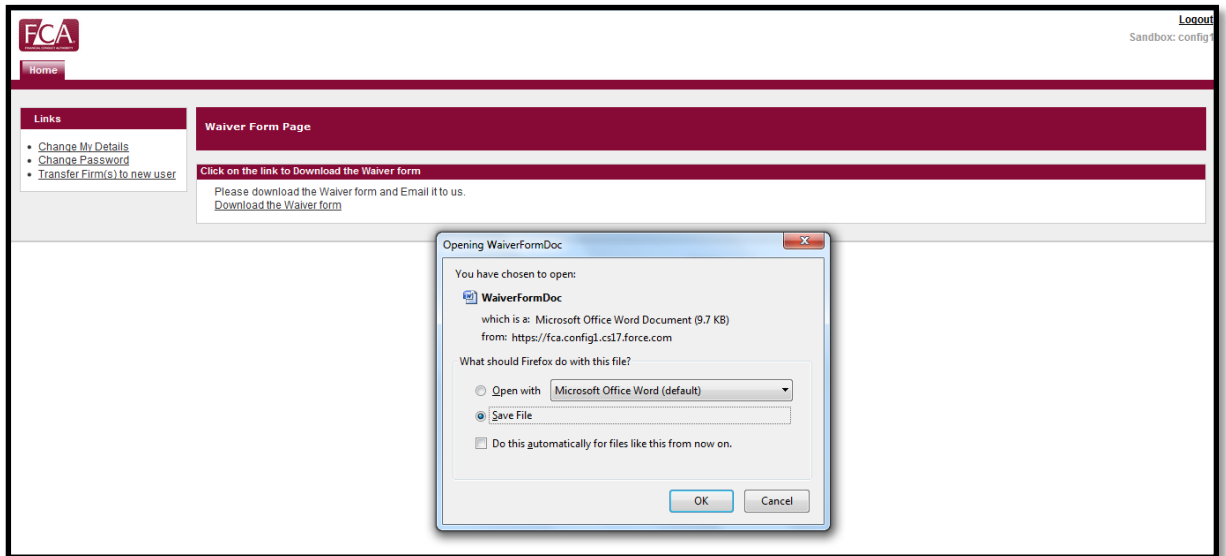 Logout
Sandbox: config1
FCA
FINANCIAL CONDUCT AUTHORITY
Home
Links
Change My Details
Change Password
Transfer Firm(s) to new user
Waiver Form Page
Click on the link to Download the Waiver form
Please download the Waiver form and Email it to us.
Download the Waiver form
Opening WaiverFormDoc
You have chosen to open:
WaiverFormDoc
which is a: Microsoft Office Word Document (9.7 KB)
from: https://fca.config1.cs17.force.com
What should Firefox do with this file?
Open with Microsoft Office Word (default)
Save File
Do this automatically for files like this from now on.
OK Cancel